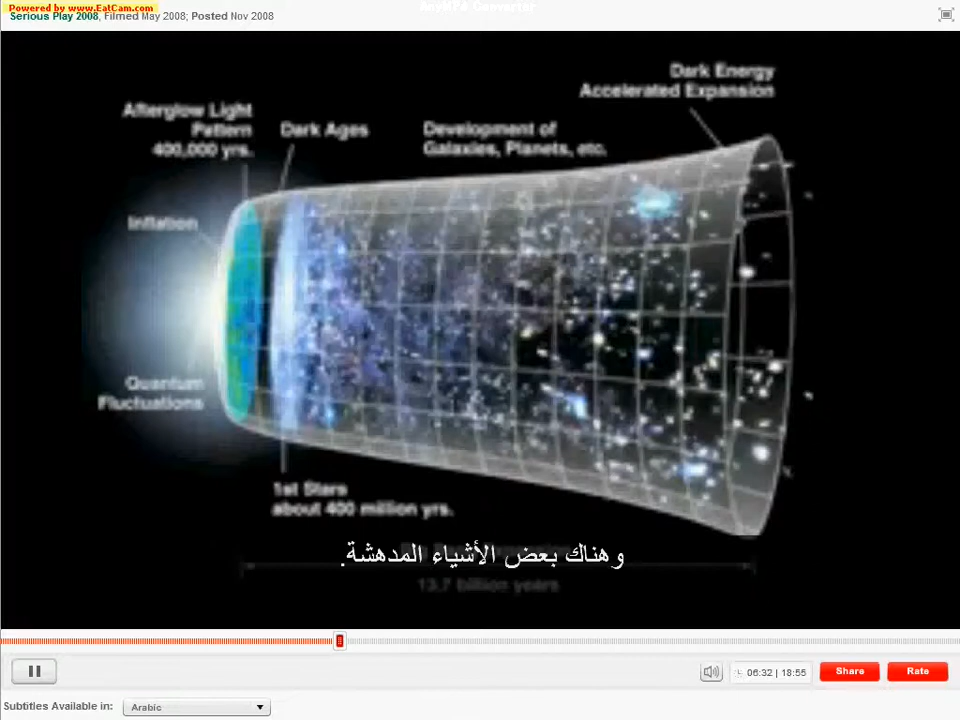 Powered by www.EatCam.com
AnyMP4 Converter
Serious Play 2008, Filmed May 2008; Posted Nov 2008
Dark Energy
Accelerated Expansion
Afterglow Light
Pattern
400,000 yrs.
Dark Ages
Development of
Galaxies, Planets, etc.
Inflation
Quantum
Fluctuations
1st Stars
about 400 million yrs.
وهناك بعض الأشياء المدهشة.
13.7 billion years
06:32 | 18:55
Share
Rate
Subtitles Available in:
Arabic